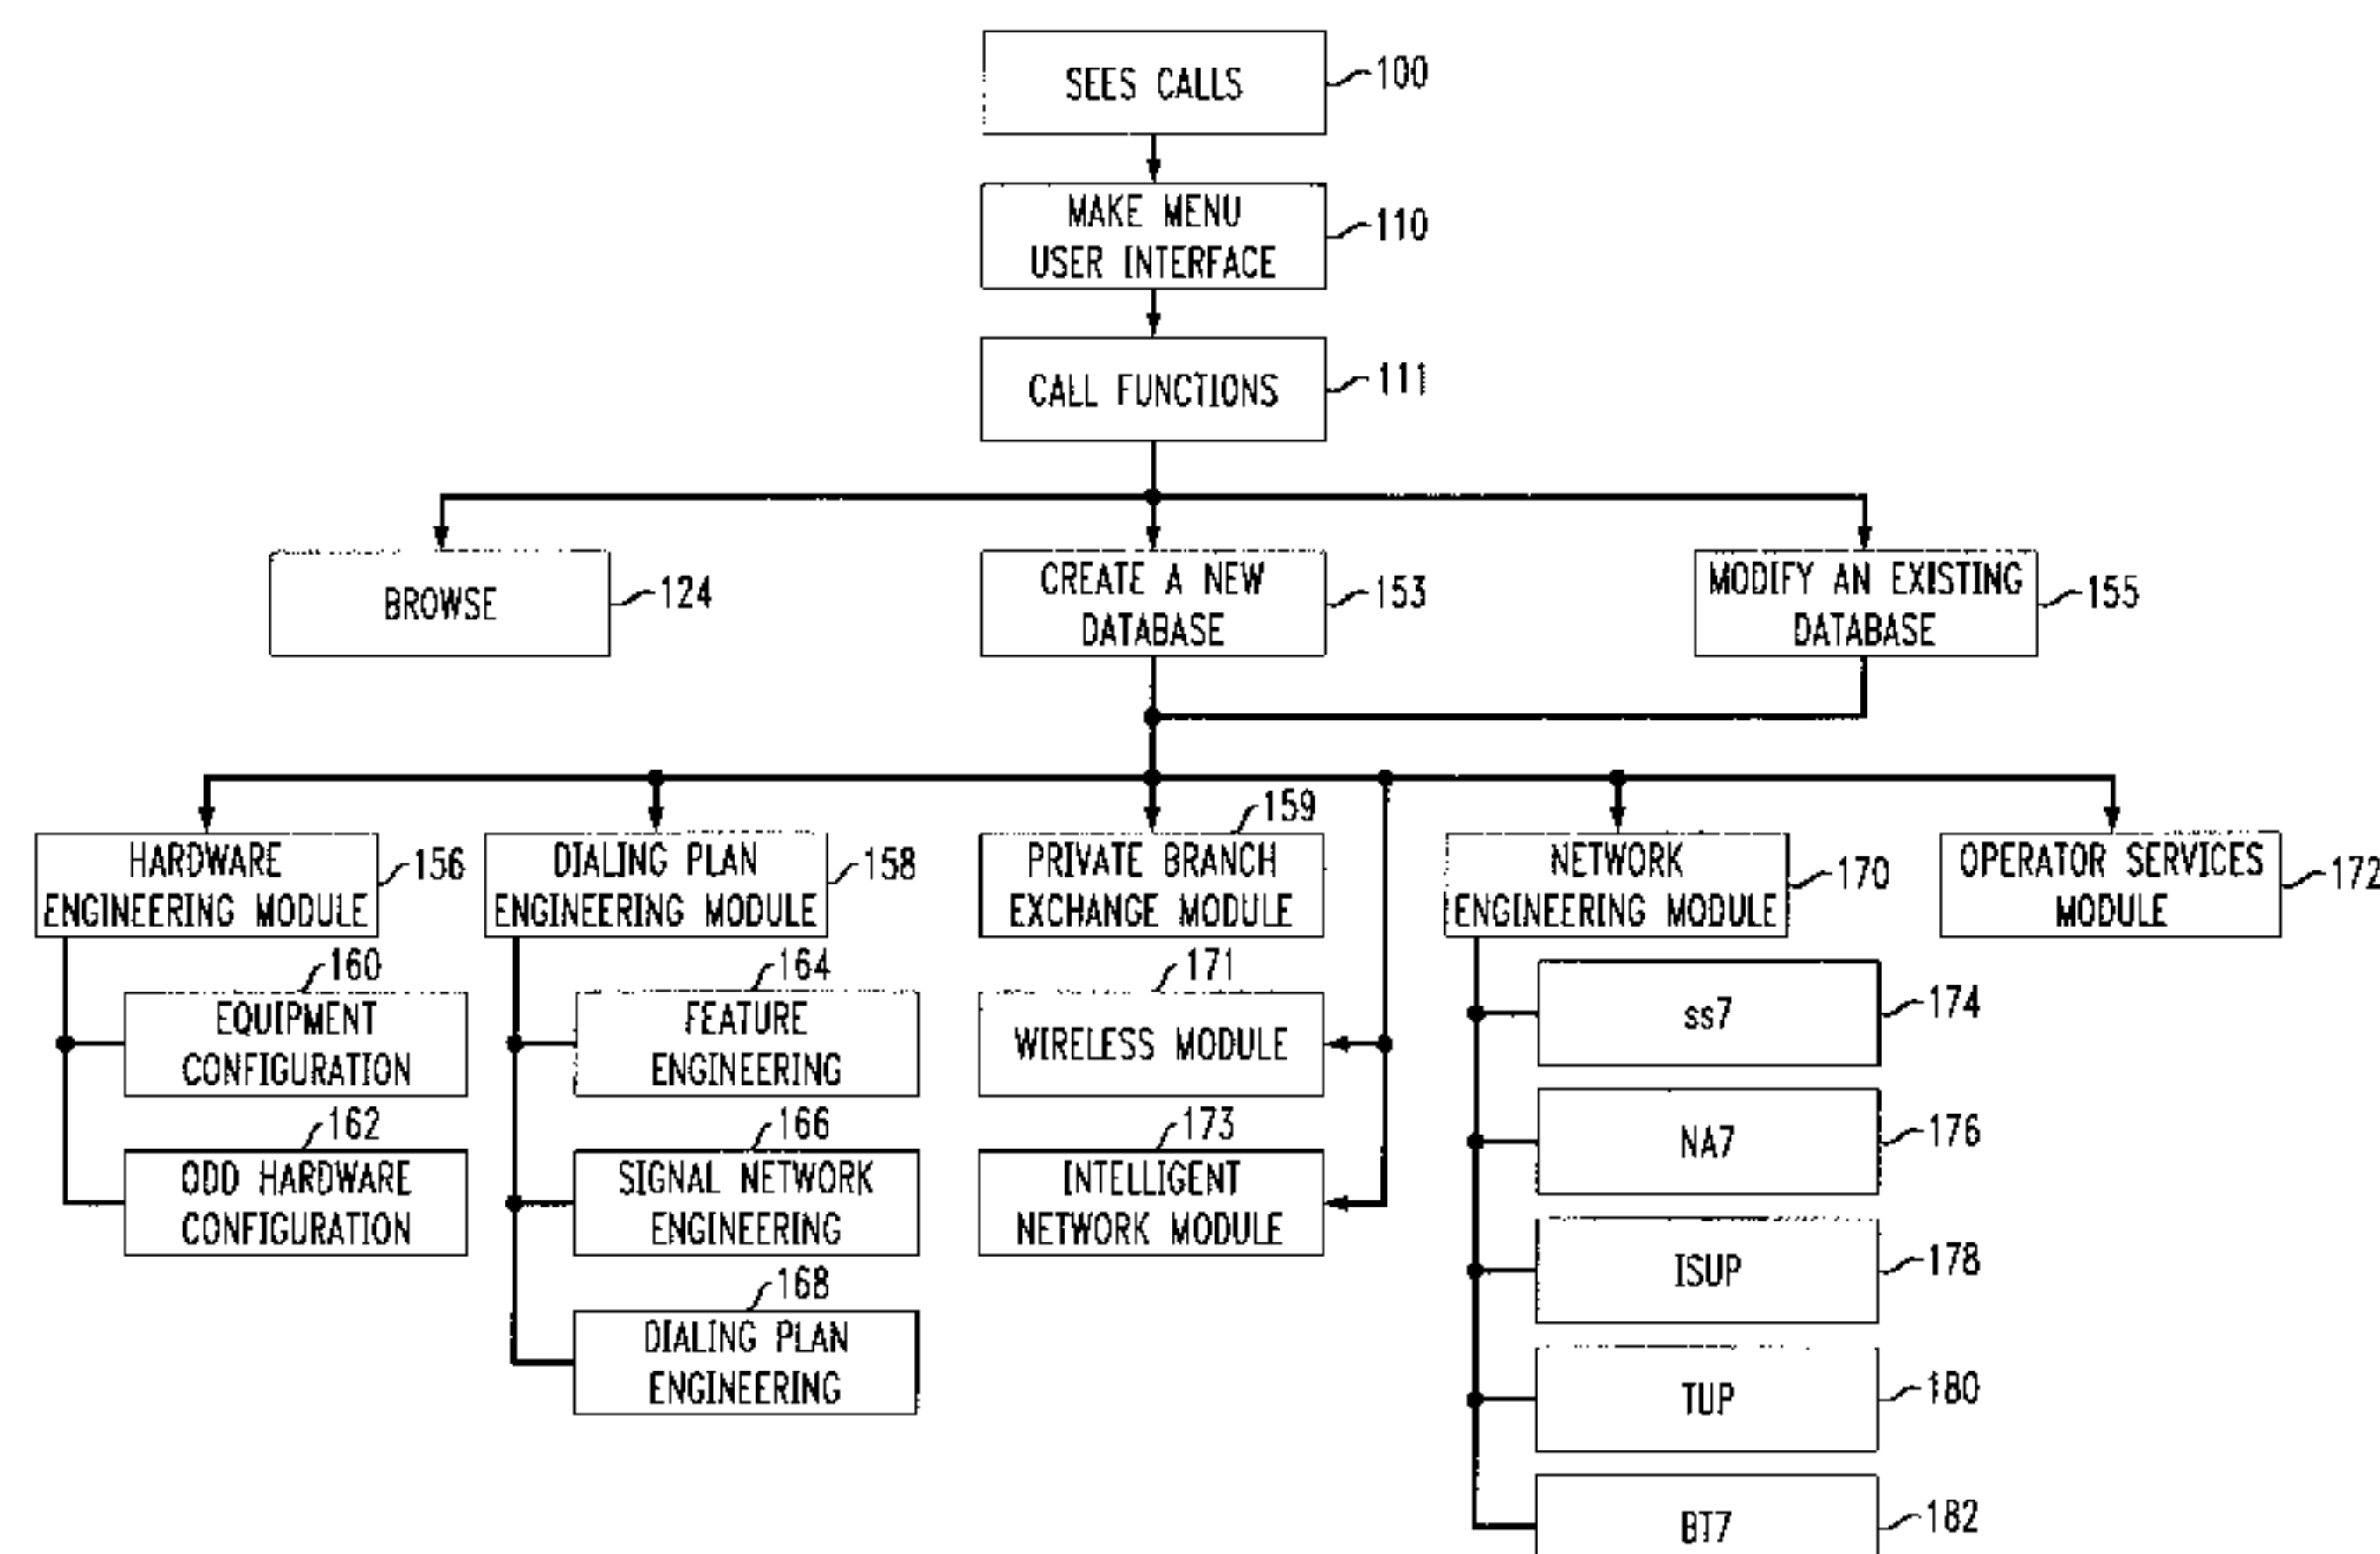 SEES CALLS
100
MAKE MENU
USER INTERFACE
110
CALL FUNCTIONS
111
BROWSE
124
CREATE A NEW
DATABASE
153
MODIFY AN EXISTING
DATABASE
155
HARDWARE
ENGINEERING MODULE
156
DIALING PLAN
ENGINEERING MODULE
158
159
PRIVATE BRANCH
EXCHANGE MODULE
NETWORK
ENGINEERING MODULE
170
OPERATOR SERVICES
MODULE
172
160
EQUIPMENT
CONFIGURATION
162
ODD HARDWARE
CONFIGURATION
164
FEATURE
ENGINEERING
166
SIGNAL NETWORK
ENGINEERING
168
DIALING PLAN
ENGINEERING
171
WIRELESS MODULE
173
INTELLIGENT
NETWORK MODULE
ss7
174
NA7
176
ISUP
178
TUP
180
BT7
182